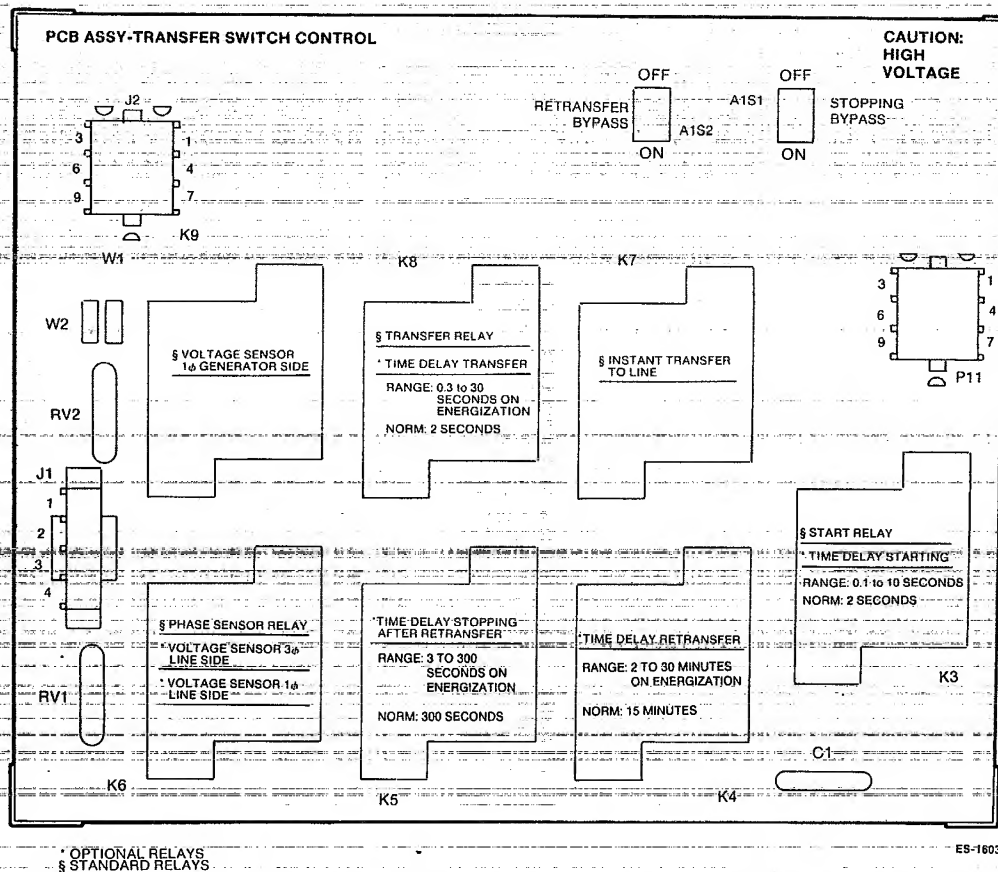 PCB ASSY-TRANSFER SWITCH CONTROL
CAUTION:
HIGH
VOLTAGE
OFF
RETRANSFER
BYPASS
A1S2
ON
OFF
A1S1
STOPPING
BYPASS
ON
J2
3
1
6
4
9
7
K9
W1
K8
K7
W2
§ VOLTAGE SENSOR
1ϕ GENERATOR SIDE
§ TRANSFER RELAY
* TIME DELAY TRANSFER
RANGE: 0.3 to 30
SECONDS ON
ENERGIZATION
NORM: 2 SECONDS
§ INSTANT TRANSFER
TO LINE
3
1
6
4
9
7
P11
RV2
J1
1
2
3
4
§ START RELAY
* TIME DELAY STARTING
RANGE: 0.1 to 10 SECONDS
NORM: 2 SECONDS
K3
§ PHASE SENSOR RELAY
* VOLTAGE SENSOR 3ϕ
LINE SIDE
* VOLTAGE SENSOR 1ϕ
LINE SIDE
*TIME DELAY STOPPING
AFTER RETRANSFER
RANGE: 3 TO 300
SECONDS ON
ENERGIZATION
NORM: 300 SECONDS
*TIME DELAY RETRANSFER
RANGE: 2 TO 30 MINUTES
ON ENERGIZATION
NORM: 15 MINUTES
RV1
C1
K6
K5
K4
* OPTIONAL RELAYS
§ STANDARD RELAYS
ES-1603